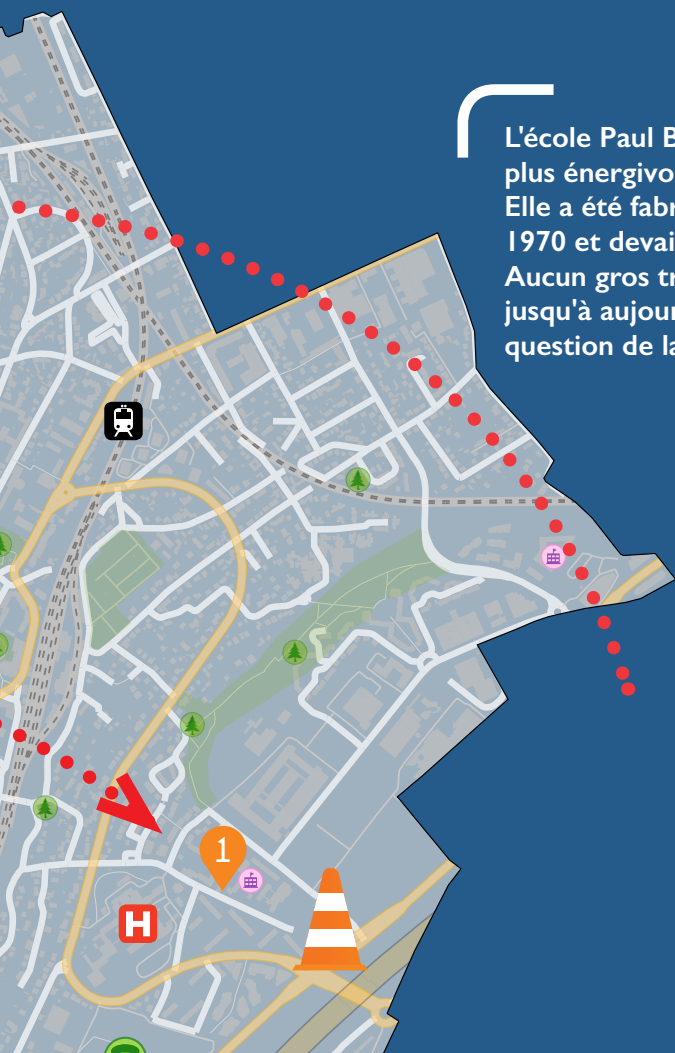 L'école Paul B
plus énergivo
Elle a été fabr
1970 et devai
Aucun gros tr
jusqu'à aujour
question de la
1
H